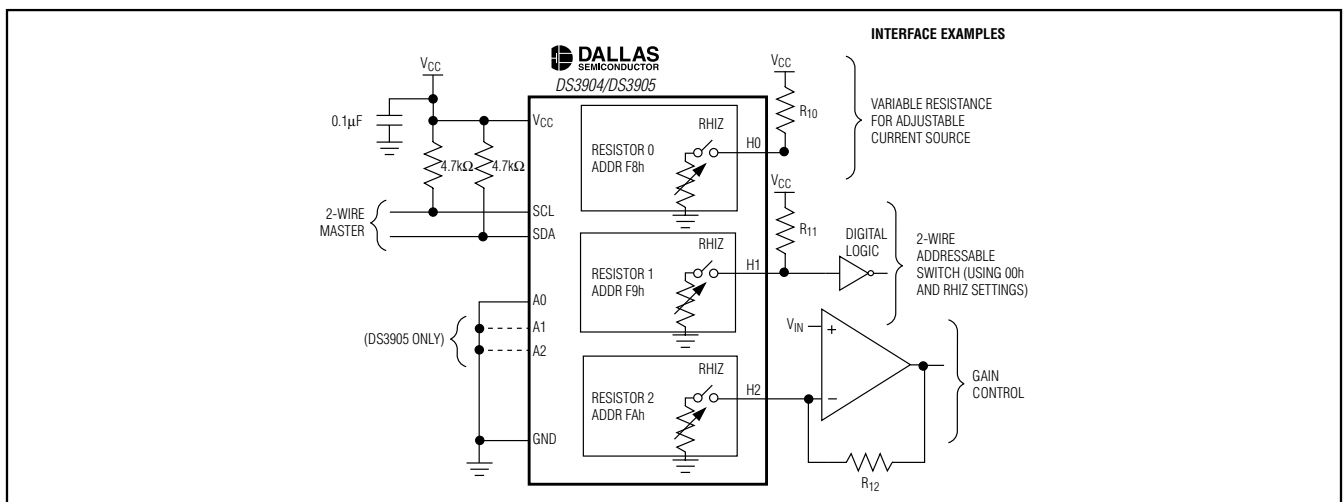 INTERFACE EXAMPLES
DALLAS
SEMICONDUCTOR
DS3904/DS3905
VCC
0.1µF
4.7kΩ
4.7kΩ
2-WIRE
MASTER
(DS3905 ONLY)
VCC
SCL
SDA
A0
A1
A2
GND
RESISTOR 0
ADDR F8h
RHIZ
H0
RESISTOR 1
ADDR F9h
RHIZ
H1
RESISTOR 2
ADDR FAh
RHIZ
H2
VCC
R10
VARIABLE RESISTANCE
FOR ADJUSTABLE
CURRENT SOURCE
VCC
R11
DIGITAL
LOGIC
2-WIRE
ADDRESSABLE
SWITCH (USING 00h
AND RHIZ SETTINGS)
VIN
+
−
R12
GAIN
CONTROL